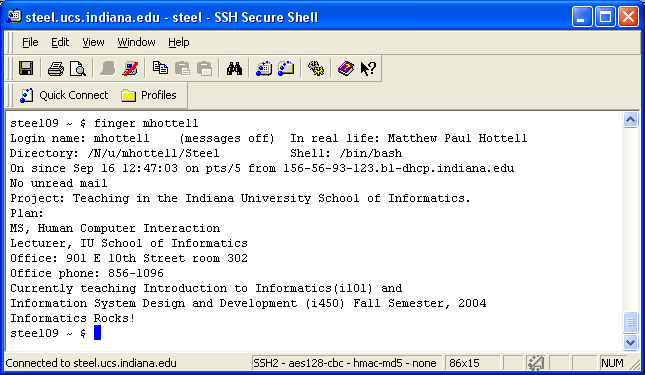 steel.ucs.indiana.edu - steel - SSH Secure Shell
File Edit View Window Help
Quick Connect Profiles
steel09 ~ $ finger mhottell
Login name: mhottell    (messages off)  In real life: Matthew Paul Hottell
Directory: /N/u/mhottell/Steel          Shell: /bin/bash
On since Sep 16 12:47:03 on pts/5 from 156-56-93-123.bl-dhcp.indiana.edu
No unread mail
Project: Teaching in the Indiana University School of Informatics.
Plan:
MS, Human Computer Interaction
Lecturer, IU School of Informatics
Office: 901 E 10th Street room 302
Office phone: 856-1096
Currently teaching Introduction to Informatics(i101) and
Information System Design and Development (i450) Fall Semester, 2004
Informatics Rocks!
steel09 ~ $
Connected to steel.ucs.indiana.edu SSH2 - aes128-cbc - hmac-md5 - none 86x15 NUM